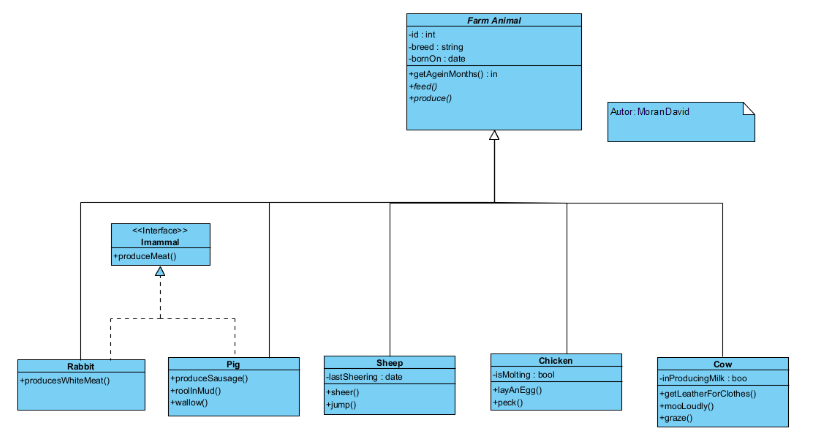 Farm Animal
-id : int
-breed : string
-bornOn : date
+getAgeinMonths() : in
+feed()
+produce()
Autor: Moran David
<<Interface>>
Imammal
+produceMeat()
Rabbit
+producesWhiteMeat()
Pig
+produceSausage()
+roolInMud()
+wallow()
Sheep
-lastSheering : date
+sheer()
+jump()
Chicken
-isMolting : bool
+layAnEgg()
+peck()
Cow
-inProducingMilk : boo
+getLeatherForClothes()
+mooLoudly()
+graze()